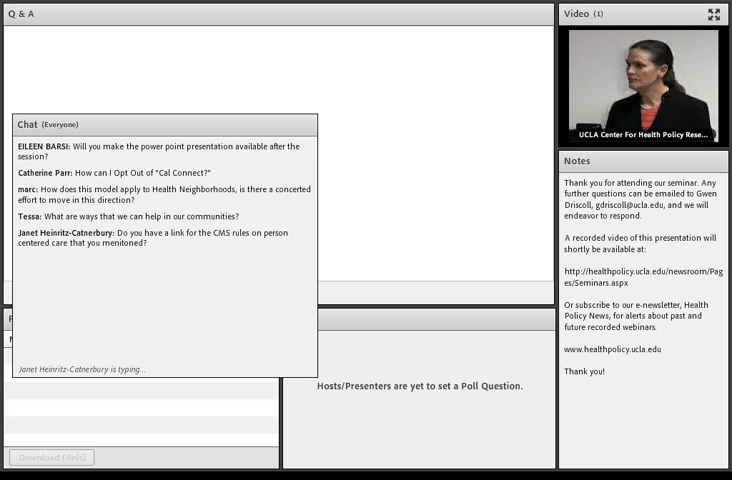 Q & A
Chat (Everyone)
EILEEN BARSI: Will you make the power point presentation available after the
session?
Catherine Parr: How can I Opt Out of "Cal Connect?"
marc: How does this model apply to Health Neighborhoods, is there a concerted
effort to move in this direction?
Tessa: What are ways that we can help in our communities?
Janet Heinritz-Catnerbury: Do you have a link for the CMS rules on person
centered care that you menitoned?
Janet Heinritz-Catnerbury is typing...
Download File(s)
Hosts/Presenters are yet to set a Poll Question.
Video (1)
UCLA Center For Health Policy Rese...
Notes
Thank you for attending our seminar. Any
further questions can be emailed to Gwen
Driscoll, gdriscoll@ucla.edu, and we will
endeavor to respond.
A recorded video of this presentation will
shortly be available at:
http://healthpolicy.ucla.edu/newsroom/Pag
es/Seminars.aspx
Or subscribe to our e-newsletter, Health
Policy News, for alerts about past and
future recorded webinars.
www.healthpolicy.ucla.edu
Thank you!